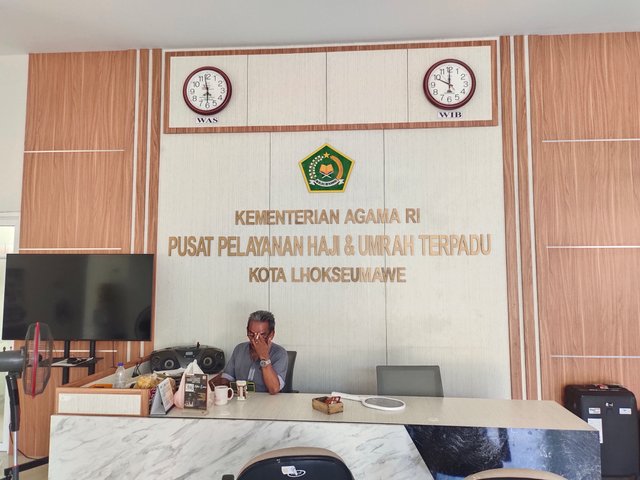 WAS
WIB
KEMENTERIAN AGAMA RI
PUSAT PELAYANAN HAJI & UMRAH TERPADU
KOTA LHOKSEUMAWE